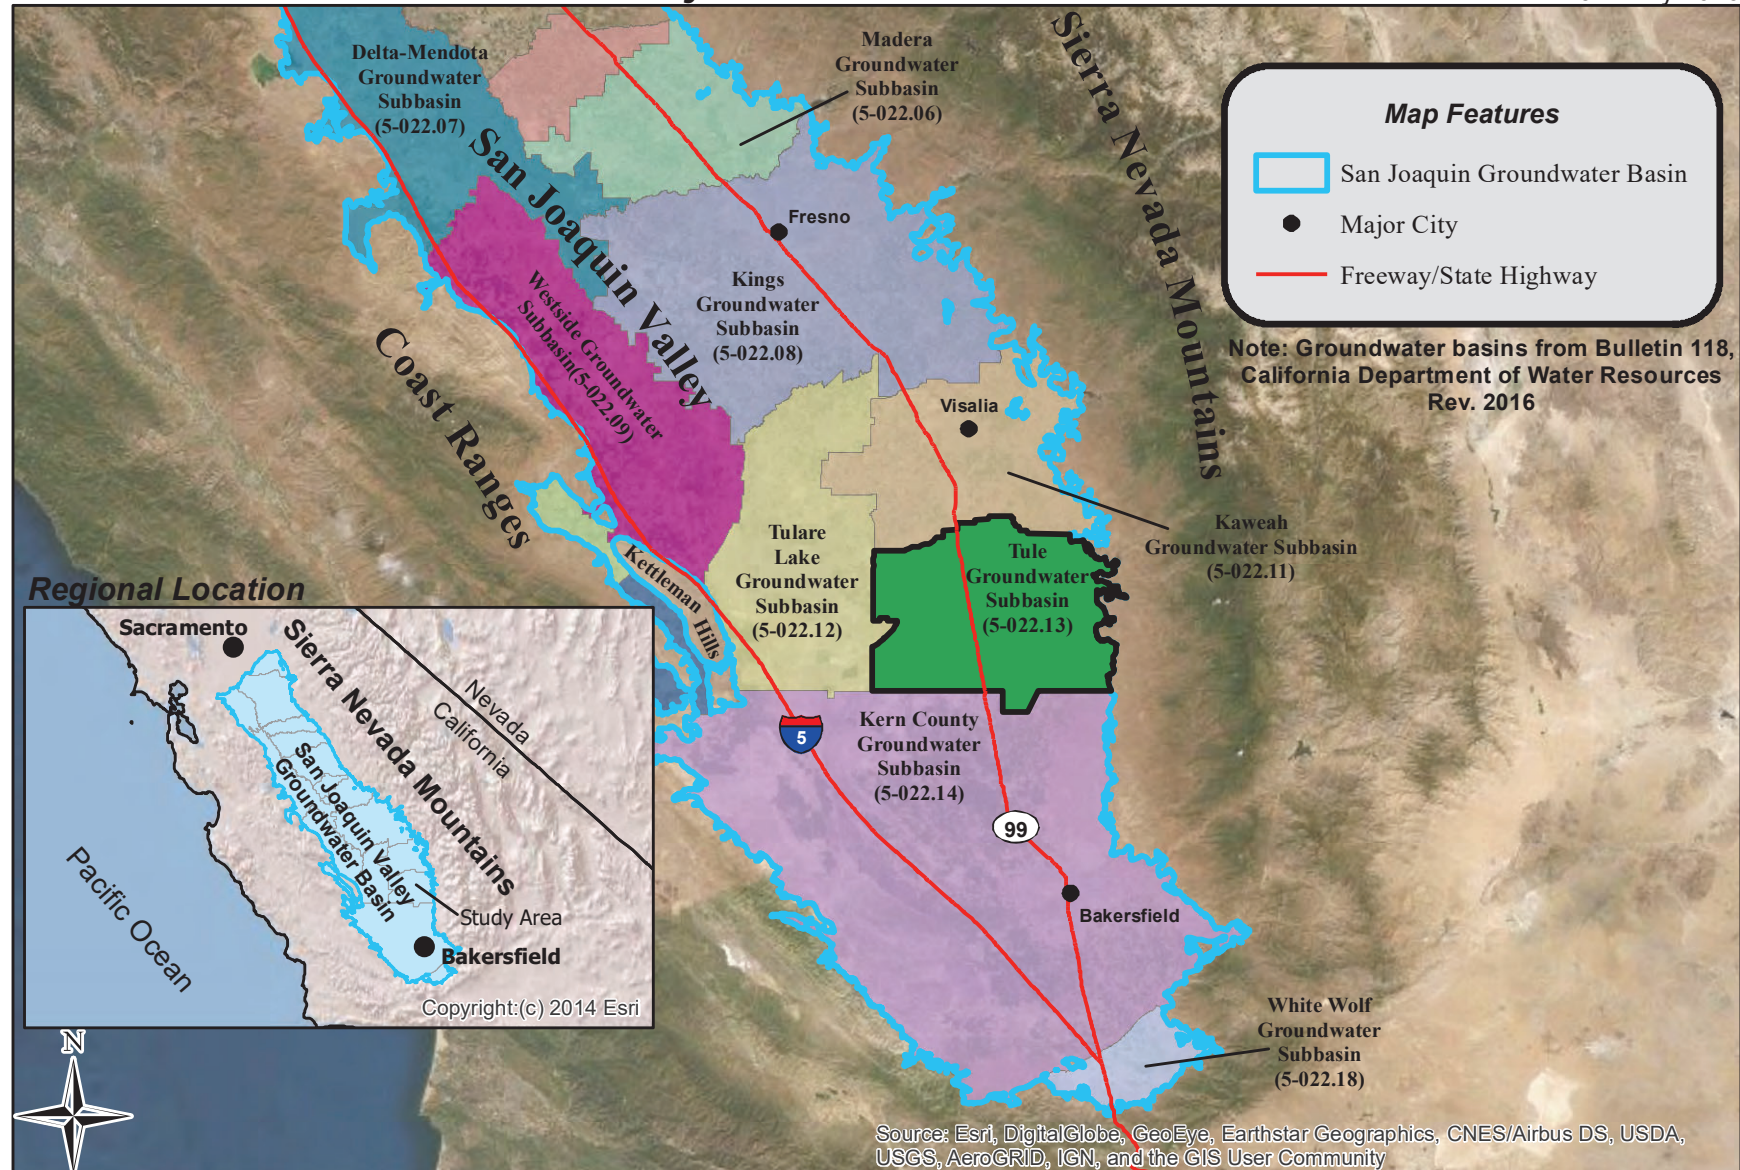 Delta-Mendota
Groundwater
Subbasin
(5-022.07)
Madera
Groundwater
Subbasin
(5-022.06)
Sierra Nevada Mountains
San Joaquin Valley
Coast Ranges
Fresno
Kings
Groundwater
Subbasin
(5-022.08)
Westside Groundwater
Subbasin(5-022.09)
Visalia
Kaweah
Groundwater Subbasin
(5-022.11)
Tulare
Lake
Groundwater
Subbasin
(5-022.12)
Tule
Groundwater
Subbasin
(5-022.13)
Kettleman Hills
5
Kern County
Groundwater
Subbasin
(5-022.14)
99
Bakersfield
White Wolf
Groundwater
Subbasin
(5-022.18)
Map Features
San Joaquin Groundwater Basin
Major City
Freeway/State Highway
Note: Groundwater basins from Bulletin 118,
California Department of Water Resources
Rev. 2016
Regional Location
Sacramento
Sierra Nevada Mountains
Nevada
California
San Joaquin Valley
Groundwater Basin
Pacific Ocean
Study Area
Bakersfield
Copyright:(c) 2014 Esri
N
Source: Esri, DigitalGlobe, GeoEye, Earthstar Geographics, CNES/Airbus DS, USDA,
USGS, AeroGRID, IGN, and the GIS User Community